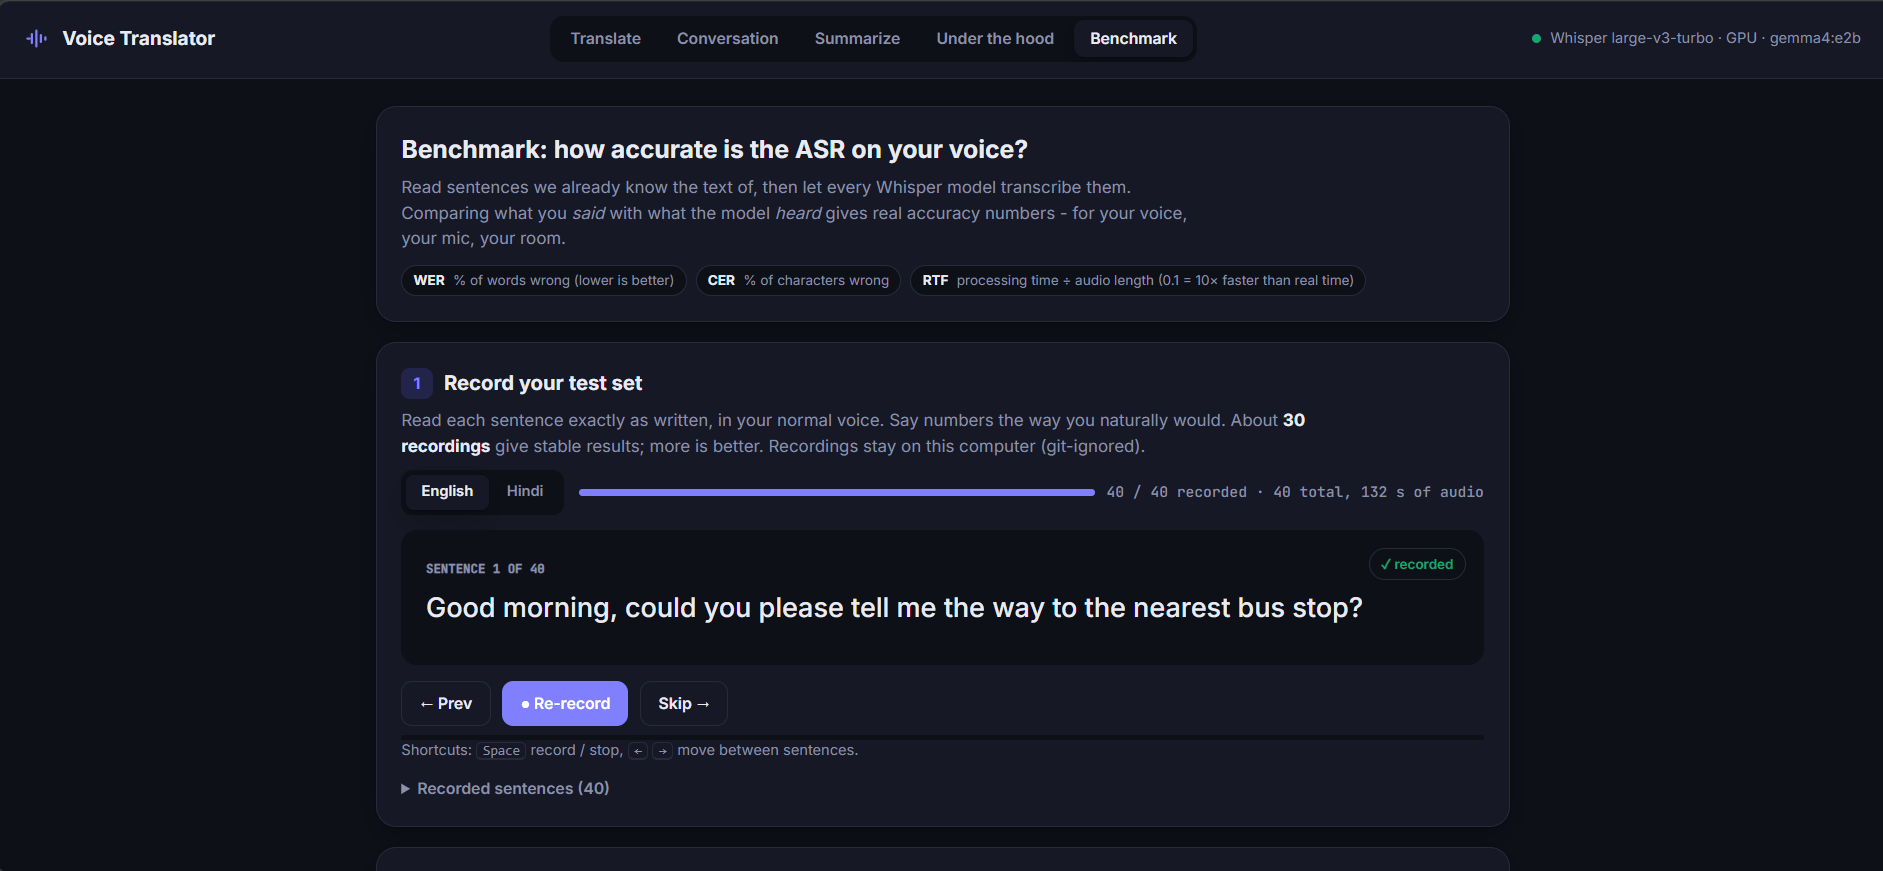 Voice Translator
Translate
Conversation
Summarize
Under the hood
Benchmark
Whisper large-v3-turbo · GPU · gemma4:e2b
Benchmark: how accurate is the ASR on your voice?
Read sentences we already know the text of, then let every Whisper model transcribe them.
Comparing what you said with what the model heard gives real accuracy numbers - for your voice,
your mic, your room.
WER % of words wrong (lower is better)
CER % of characters wrong
RTF processing time ÷ audio length (0.1 = 10× faster than real time)
1 Record your test set
Read each sentence exactly as written, in your normal voice. Say numbers the way you naturally would. About 30
recordings give stable results; more is better. Recordings stay on this computer (git-ignored).
English
Hindi
40 / 40 recorded · 40 total, 132 s of audio
SENTENCE 1 OF 40
✓ recorded
Good morning, could you please tell me the way to the nearest bus stop?
← Prev
● Re-record
Skip →
Shortcuts: Space record / stop, ← → move between sentences.
▶ Recorded sentences (40)